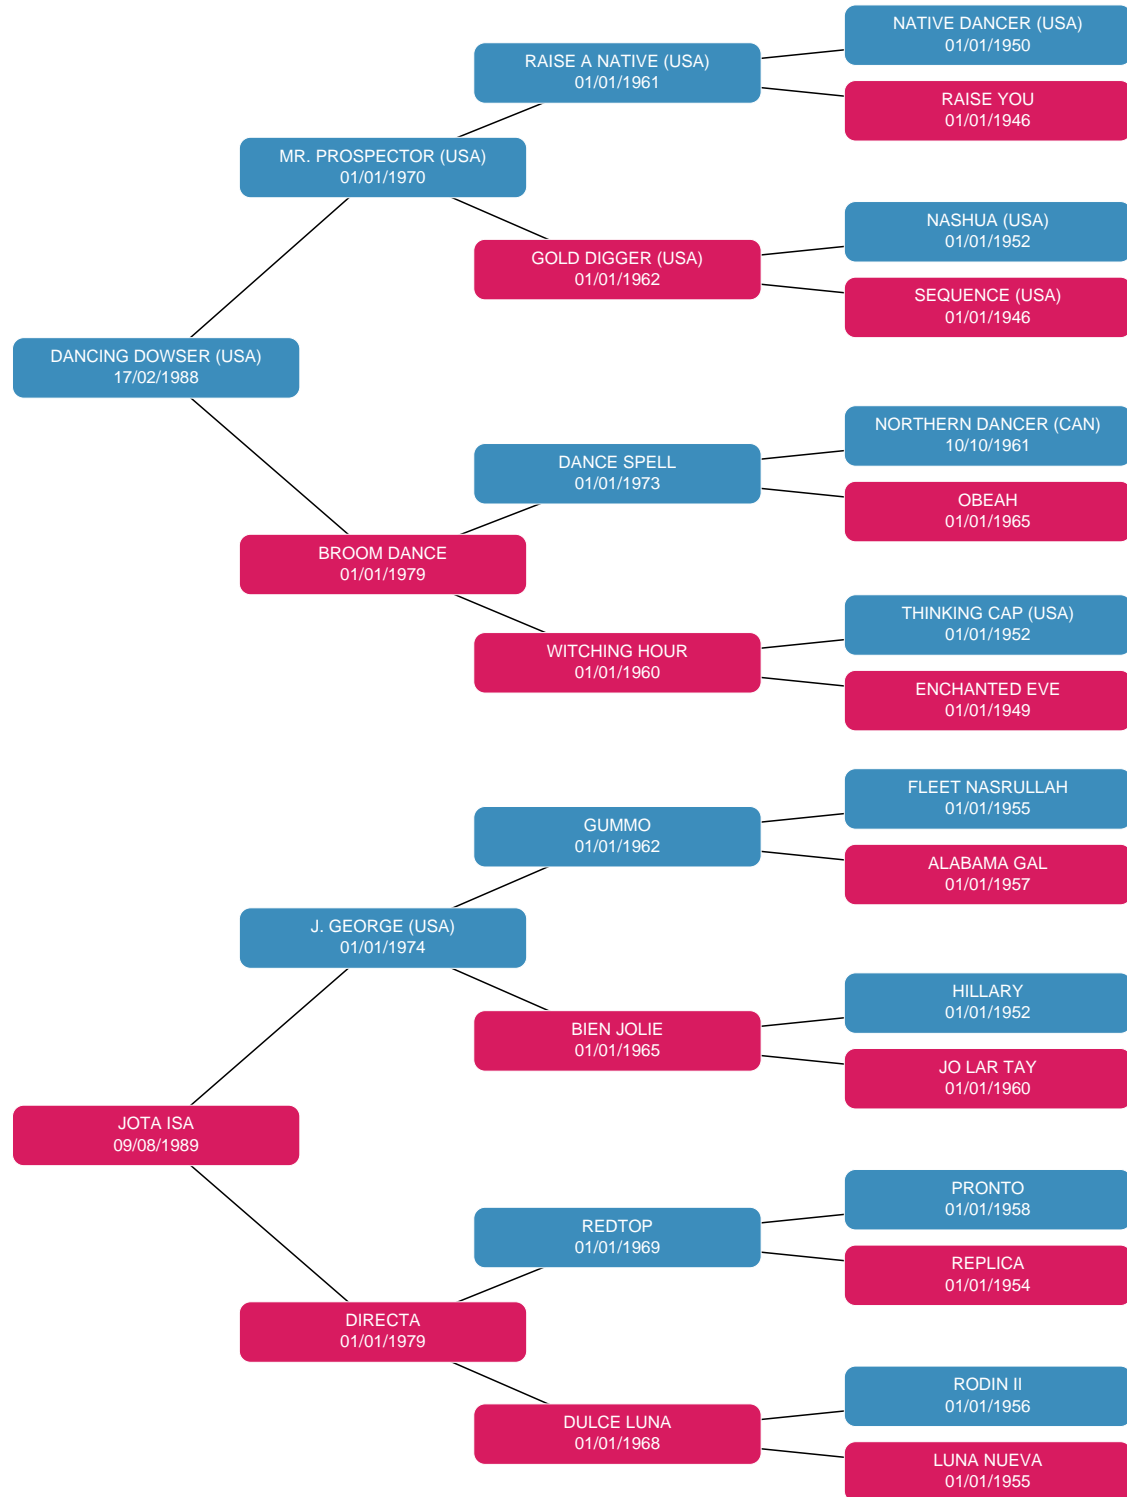 NATIVE DANCER (USA)
01/01/1950
RAISE A NATIVE (USA)
01/01/1961
RAISE YOU
01/01/1946
MR. PROSPECTOR (USA)
01/01/1970
NASHUA (USA)
01/01/1952
GOLD DIGGER (USA)
01/01/1962
SEQUENCE (USA)
01/01/1946
DANCING DOWSER (USA)
17/02/1988
NORTHERN DANCER (CAN)
10/10/1961
DANCE SPELL
01/01/1973
OBEAH
01/01/1965
BROOM DANCE
01/01/1979
THINKING CAP (USA)
01/01/1952
WITCHING HOUR
01/01/1960
ENCHANTED EVE
01/01/1949
FLEET NASRULLAH
01/01/1955
GUMMO
01/01/1962
ALABAMA GAL
01/01/1957
J. GEORGE (USA)
01/01/1974
HILLARY
01/01/1952
BIEN JOLIE
01/01/1965
JO LAR TAY
01/01/1960
JOTA ISA
09/08/1989
PRONTO
01/01/1958
REDTOP
01/01/1969
REPLICA
01/01/1954
DIRECTA
01/01/1979
RODIN II
01/01/1956
DULCE LUNA
01/01/1968
LUNA NUEVA
01/01/1955